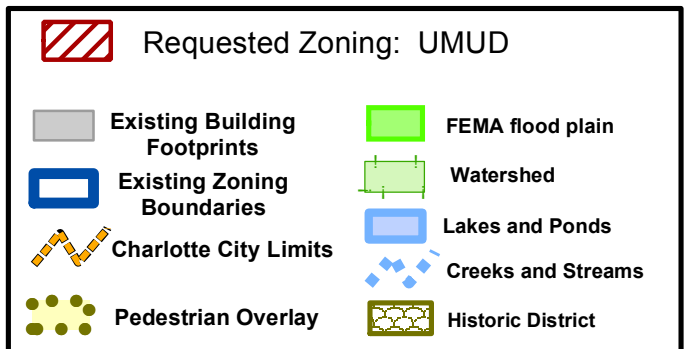 Requested Zoning: UMUD
Existing Building
Footprints
Existing Zoning
Boundaries
Charlotte City Limits
Pedestrian Overlay
FEMA flood plain
Watershed
Lakes and Ponds
Creeks and Streams
Historic District